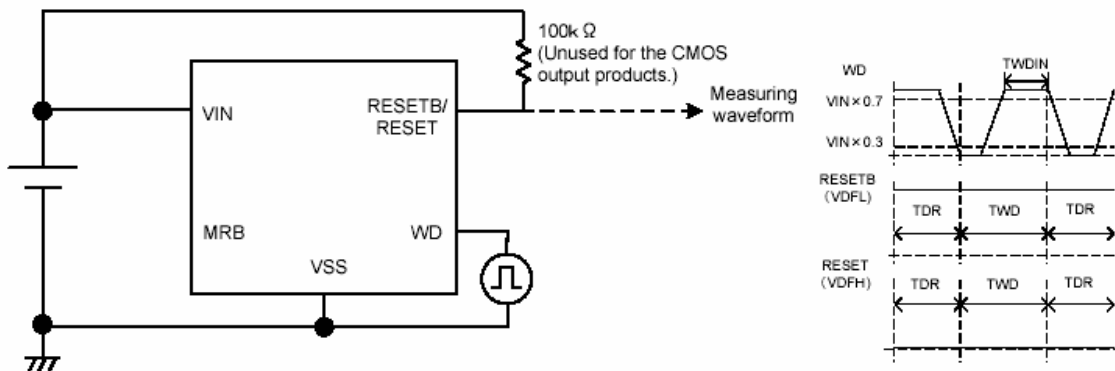 100k Ω
(Unused for the CMOS
output products.)
VIN
RESETB/
RESET
Measuring
waveform
MRB
WD
VSS
TWDIN
WD
VIN×0.7
VIN×0.3
RESETB
(VDFL)
TDR
TWD
TDR
RESET
(VDFH)
TDR
TWD
TDR